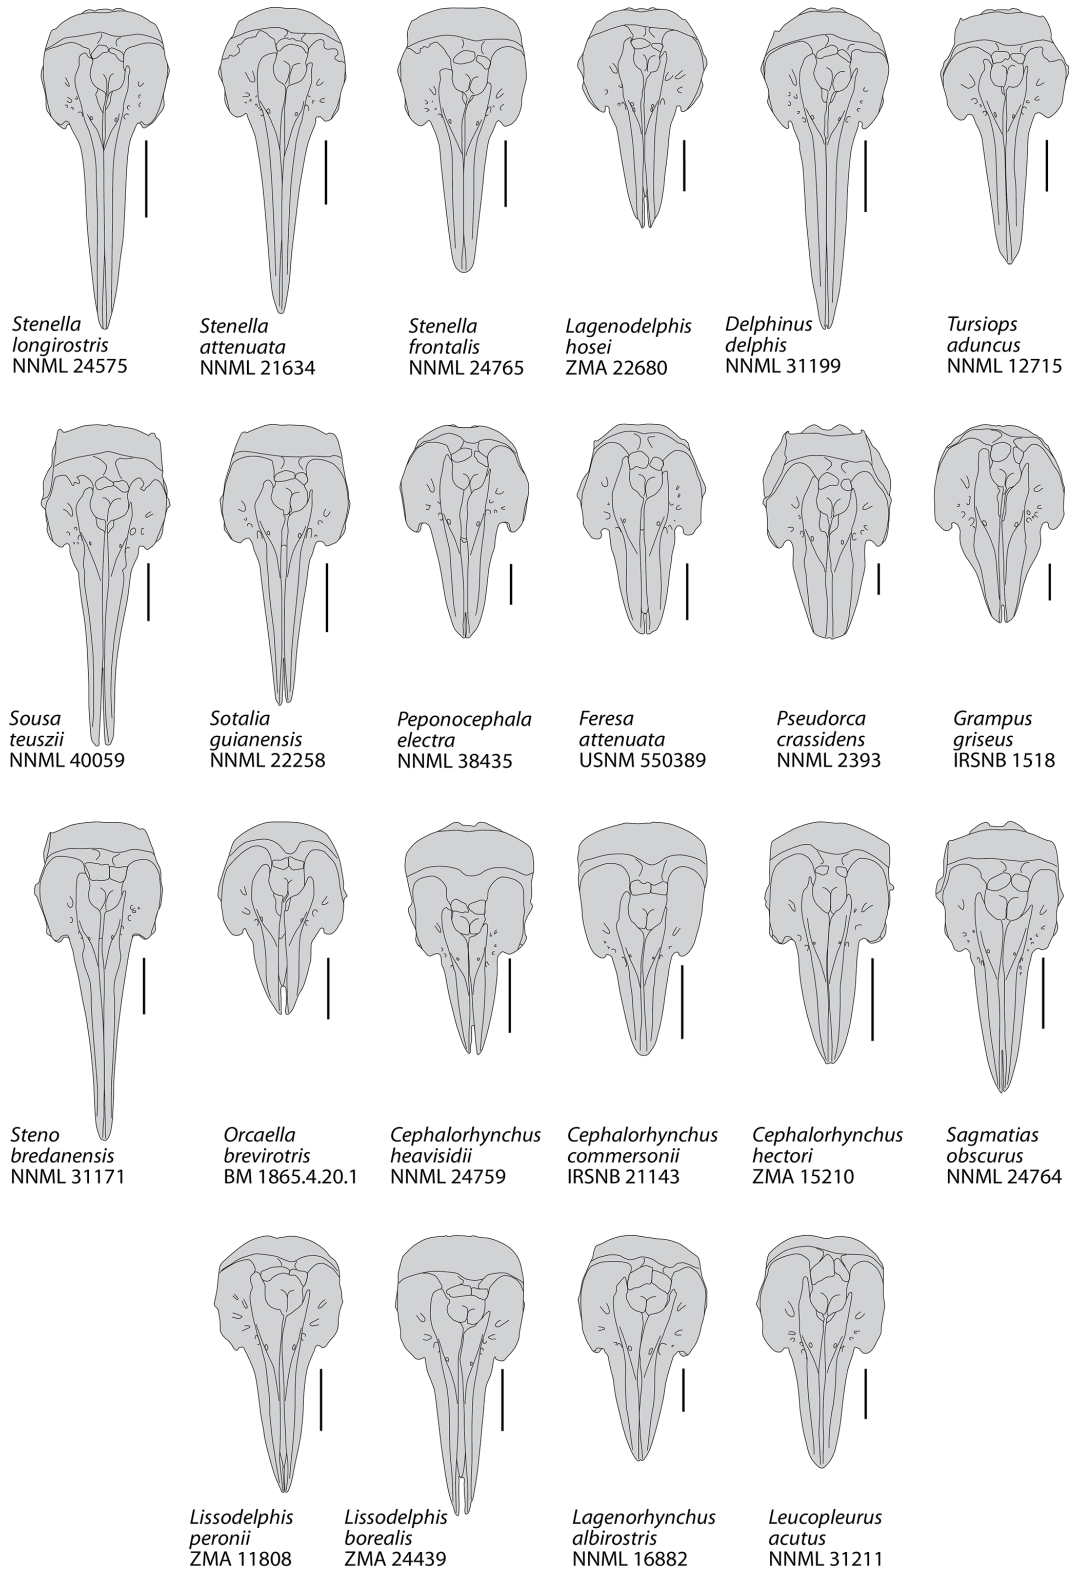 Stenella
longirostris
NNML 24575
Stenella
attenuata
NNML 21634
Stenella
frontalis
NNML 24765
Lagenodelphis
hosei
ZMA 22680
Delphinus
delphis
NNML 31199
Tursiops
aduncus
NNML 12715
Sousa
teuszii
NNML 40059
Sotalia
guianensis
NNML 22258
Peponocephala
electra
NNML 38435
Feresa
attenuata
USNM 550389
Pseudorca
crassidens
NNML 2393
Grampus
griseus
IRSNB 1518
Steno
bredanensis
NNML 31171
Orcaella
brevirotris
BM 1865.4.20.1
Cephalorhynchus
heavisidii
NNML 24759
Cephalorhynchus
commersonii
IRSNB 21143
Cephalorhynchus
hectori
ZMA 15210
Sagmatias
obscurus
NNML 24764
Lissodelphis
peronii
ZMA 11808
Lissodelphis
borealis
ZMA 24439
Lagenorhynchus
albirostris
NNML 16882
Leucopleurus
acutus
NNML 31211